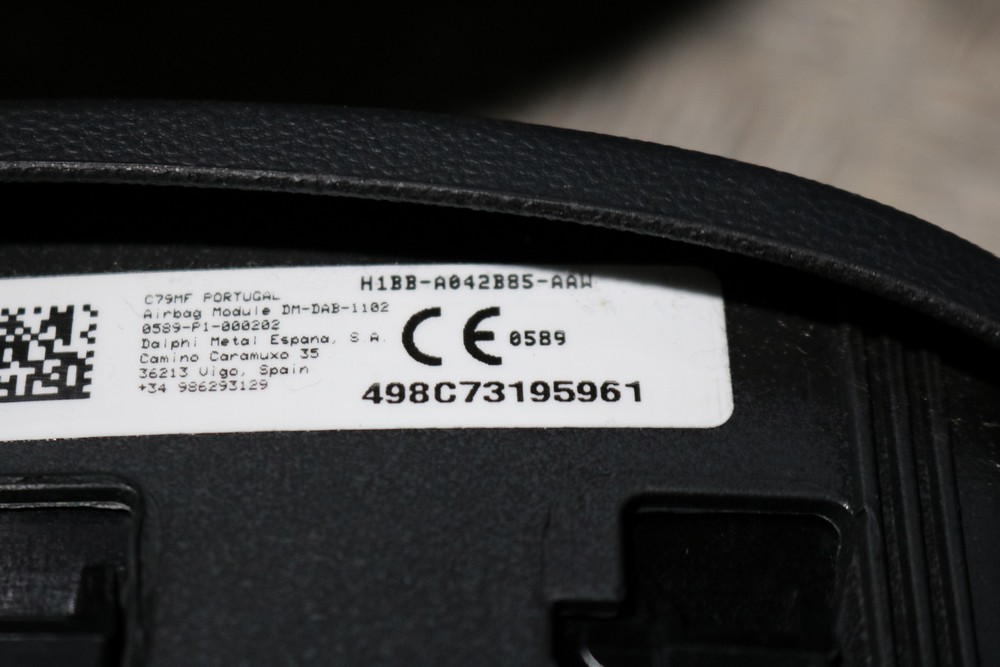 H1BB-A042B85-AAW
C79MF PORTUGAL
Airbag Module DM-DAB-1102
0589-P1-000202
Dalphi Metal Espana, S.A.
Camino Caramuxo 35
36213 Vigo, Spain
+34 986293129
CE 0589
498C73195961